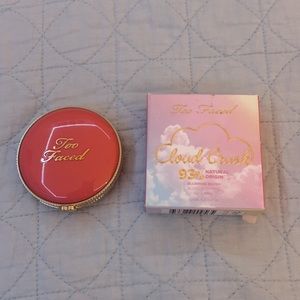 Too
Faced
Too Faced
Cloud Crush
93% NATURAL
ORIGIN